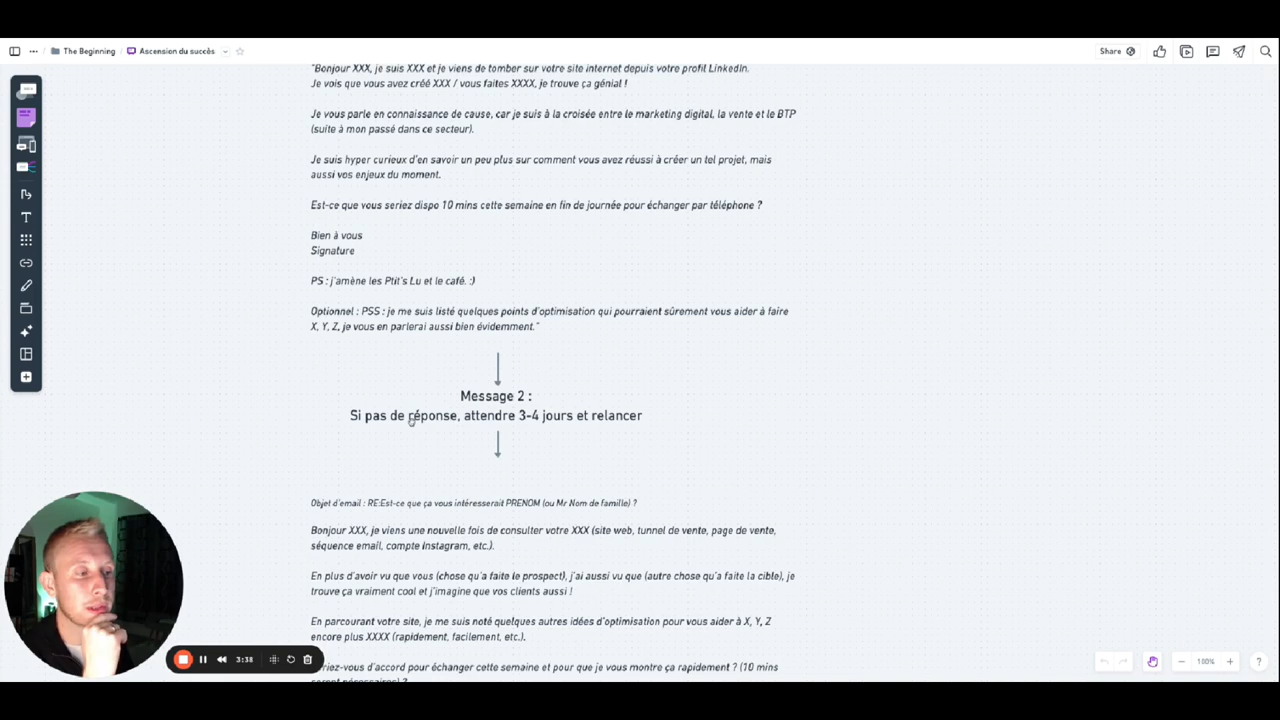 The Beginning / Ascension du succès
Share
"Bonjour XXX, je suis XXX et je viens de tomber sur votre site internet depuis votre profil LinkedIn.
Je vois que vous avez créé XXX / vous faites XXXX, je trouve ça génial !
Je vous parle en connaissance de cause, car je suis à la croisée entre le marketing digital, la vente et le BTP
(suite à mon passé dans ce secteur).
Je suis hyper curieux d'en savoir un peu plus sur comment vous avez réussi à créer un tel projet, mais
aussi vos enjeux du moment.
Est-ce que vous seriez dispo 10 mins cette semaine en fin de journée pour échanger par téléphone ?
Bien à vous
Signature
PS : j'amène les Ptit's Lu et le café. :)
Optionnel : PSS : je me suis listé quelques points d'optimisation qui pourraient sûrement vous aider à faire
X, Y, Z, je vous en parlerai aussi bien évidemment."
Message 2 :
Si pas de réponse, attendre 3-4 jours et relancer
Objet d'email : RE:Est-ce que ça vous intéresserait PRENOM (ou Mr Nom de famille) ?
Bonjour XXX, je viens une nouvelle fois de consulter votre XXX (site web, tunnel de vente, page de vente,
séquence email, compte Instagram, etc.).
En plus d'avoir vu que vous (chose qu'a faite le prospect), j'ai aussi vu que (autre chose qu'a faite la cible), je
trouve ça vraiment cool et j'imagine que vos clients aussi !
En parcourant votre site, je me suis noté quelques autres idées d'optimisation pour vous aider à X, Y, Z
encore plus XXXX (rapidement, facilement, etc.).
riez-vous d'accord pour échanger cette semaine et pour que je vous montre ça rapidement ? (10 mins
seront nécessaires) ?
3:38
100%